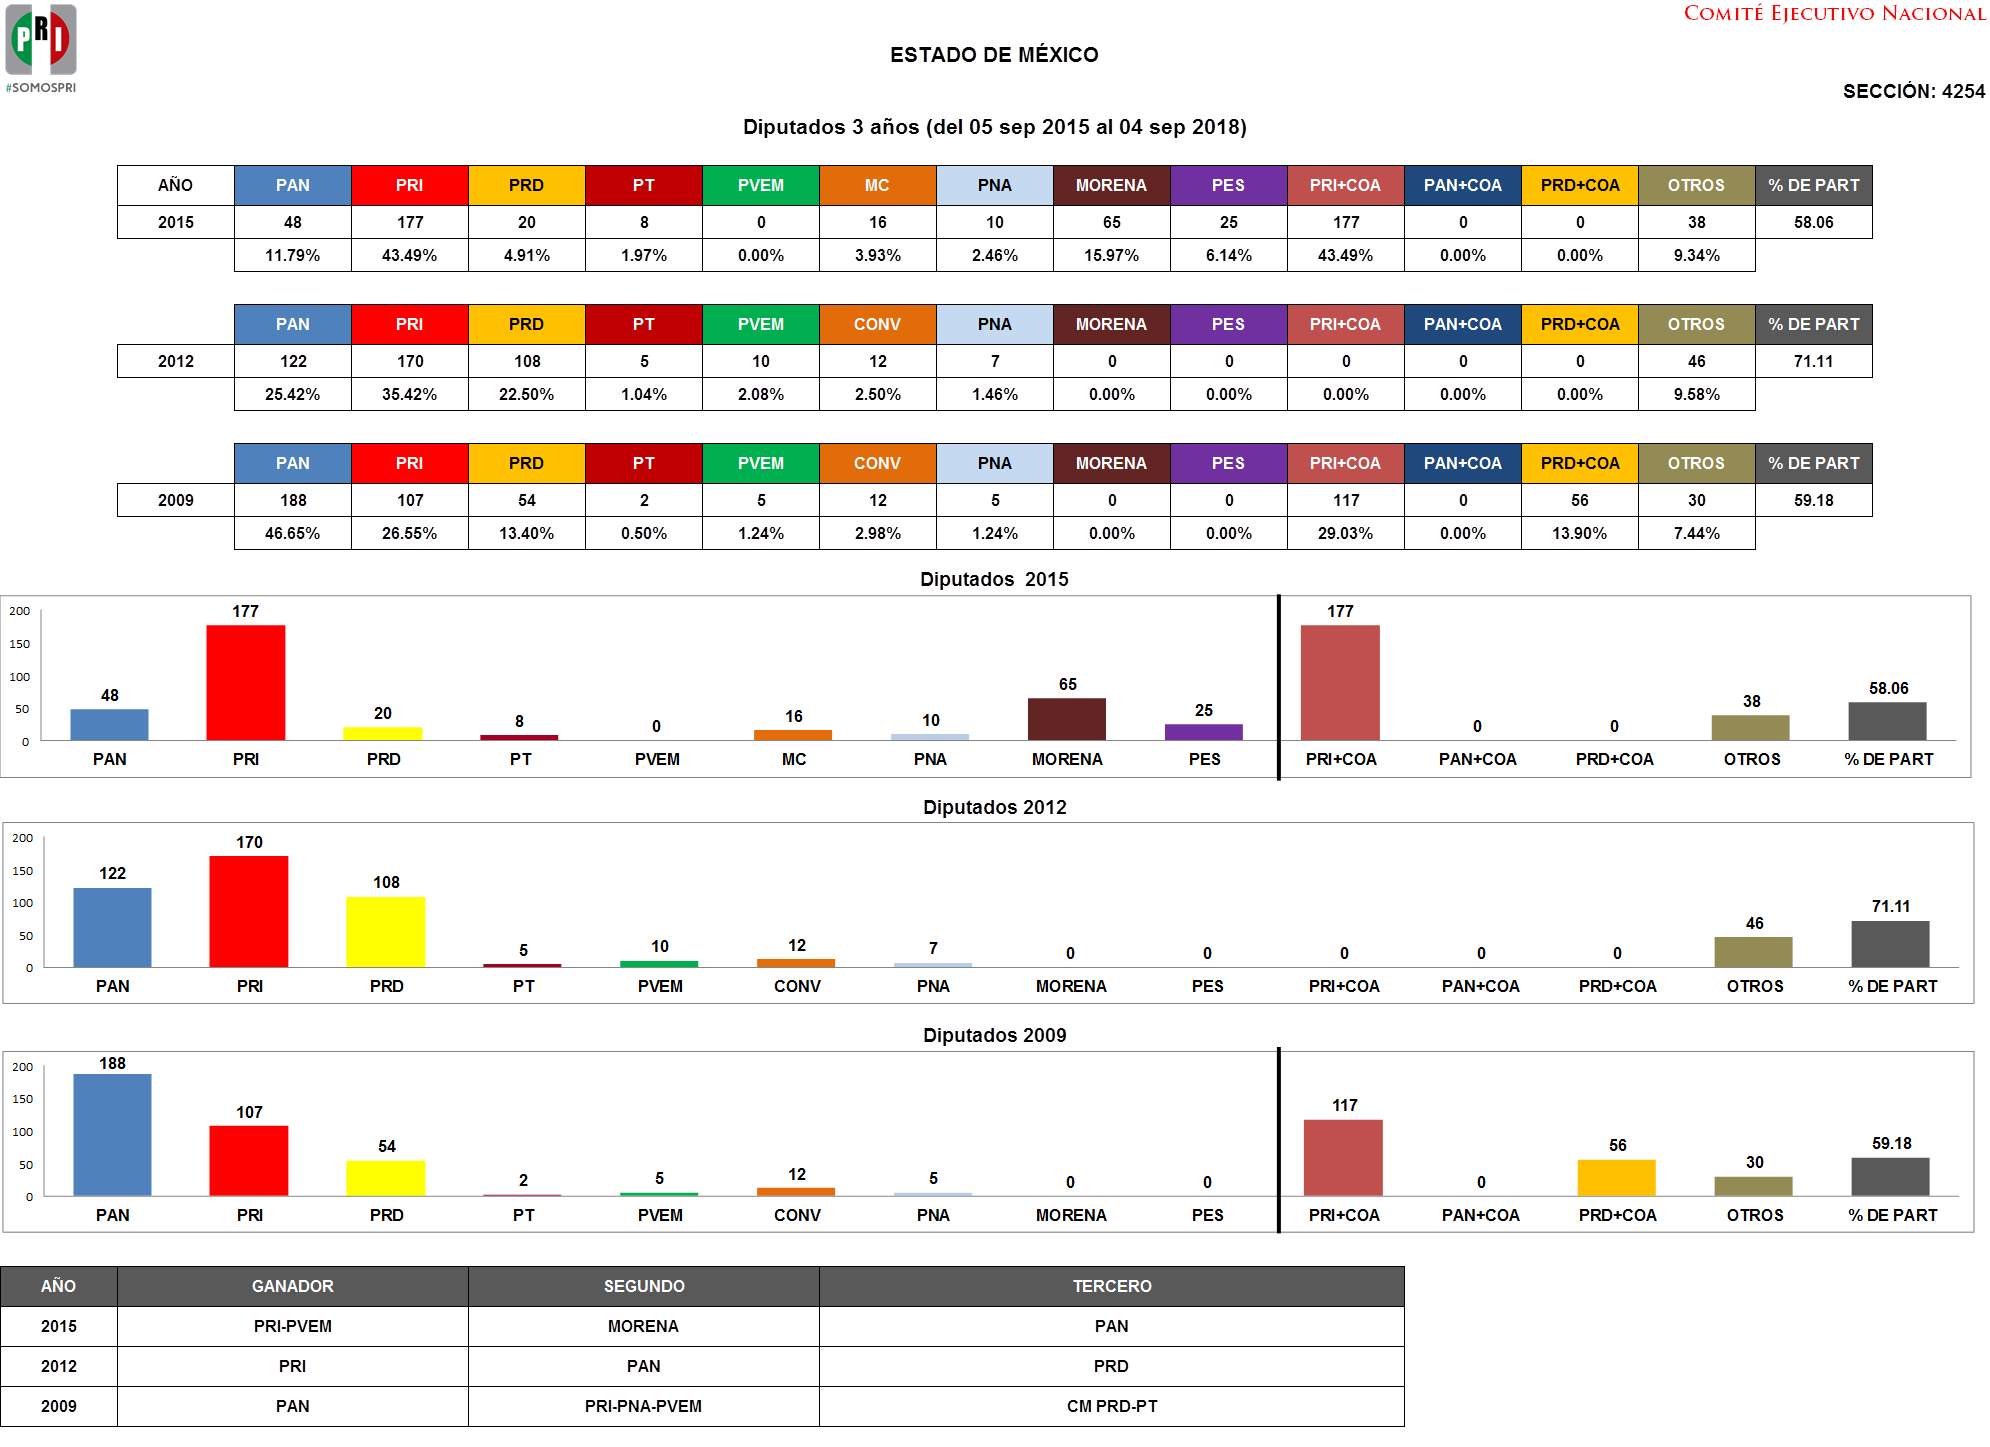 PRI
#SOMOSPRI
COMITÉ EJECUTIVO NACIONAL
ESTADO DE MÉXICO
SECCIÓN: 4254
Diputados 3 años (del 05 sep 2015 al 04 sep 2018)
AÑO PAN PRI PRD PT PVEM MC PNA MORENA PES PRI+COA PAN+COA PRD+COA OTROS % DE PART
2015 48 177 20 8 0 16 10 65 25 177 0 0 38 58.06
11.79% 43.49% 4.91% 1.97% 0.00% 3.93% 2.46% 15.97% 6.14% 43.49% 0.00% 0.00% 9.34%
PAN PRI PRD PT PVEM CONV PNA MORENA PES PRI+COA PAN+COA PRD+COA OTROS % DE PART
2012 122 170 108 5 10 12 7 0 0 0 0 0 46 71.11
25.42% 35.42% 22.50% 1.04% 2.08% 2.50% 1.46% 0.00% 0.00% 0.00% 0.00% 0.00% 9.58%
PAN PRI PRD PT PVEM CONV PNA MORENA PES PRI+COA PAN+COA PRD+COA OTROS % DE PART
2009 188 107 54 2 5 12 5 0 0 117 0 56 30 59.18
46.65% 26.55% 13.40% 0.50% 1.24% 2.98% 1.24% 0.00% 0.00% 29.03% 0.00% 13.90% 7.44%
Diputados 2015
200
150
100
50
0
48 177 20 8 0 16 10 65 25 177 0 0 38 58.06
PAN PRI PRD PT PVEM MC PNA MORENA PES PRI+COA PAN+COA PRD+COA OTROS % DE PART
Diputados 2012
200
150
100
50
0
122 170 108 5 10 12 7 0 0 0 0 0 46 71.11
PAN PRI PRD PT PVEM CONV PNA MORENA PES PRI+COA PAN+COA PRD+COA OTROS % DE PART
Diputados 2009
200
150
100
50
0
188 107 54 2 5 12 5 0 0 117 0 56 30 59.18
PAN PRI PRD PT PVEM CONV PNA MORENA PES PRI+COA PAN+COA PRD+COA OTROS % DE PART
AÑO GANADOR SEGUNDO TERCERO
2015 PRI-PVEM MORENA PAN
2012 PRI PAN PRD
2009 PAN PRI-PNA-PVEM CM PRD-PT